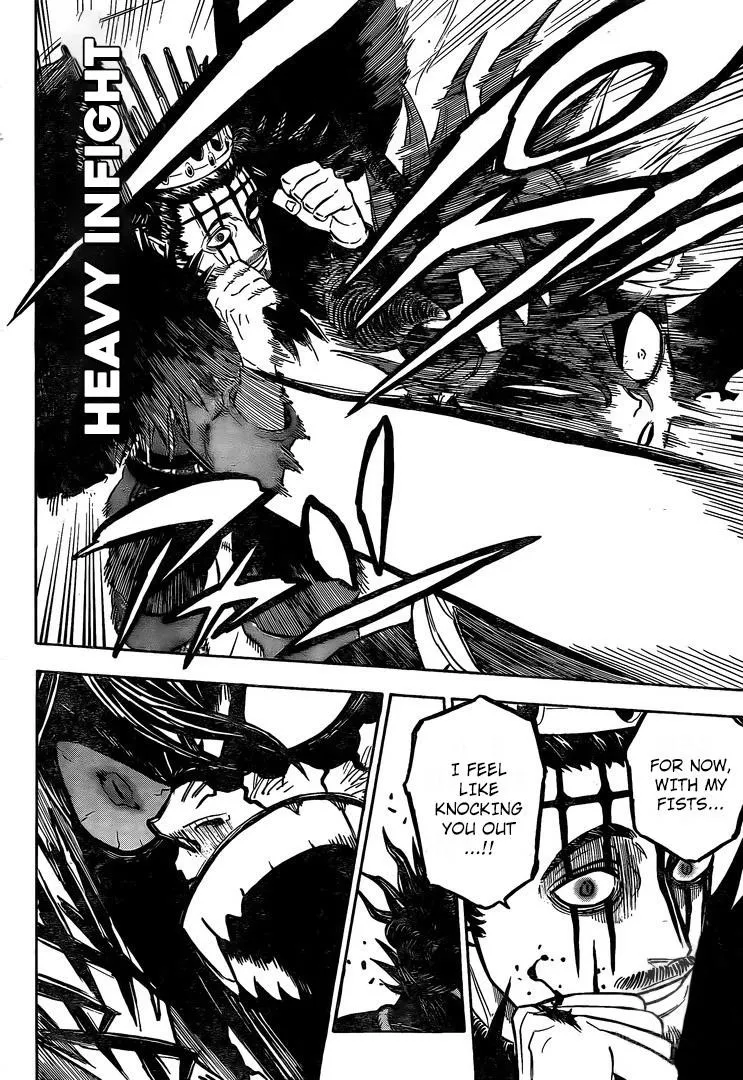 HEAVY INFIGHT
FOR NOW,
WITH MY
FISTS...
I FEEL
LIKE
KNOCKING
YOU OUT
...!!